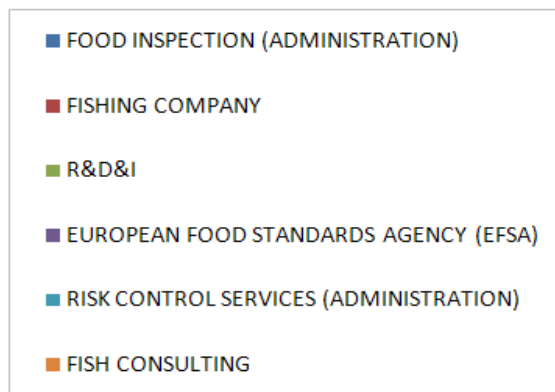 FOOD INSPECTION (ADMINISTRATION)
FISHING COMPANY
R&D&I
EUROPEAN FOOD STANDARDS AGENCY (EFSA)
RISK CONTROL SERVICES (ADMINISTRATION)
FISH CONSULTING